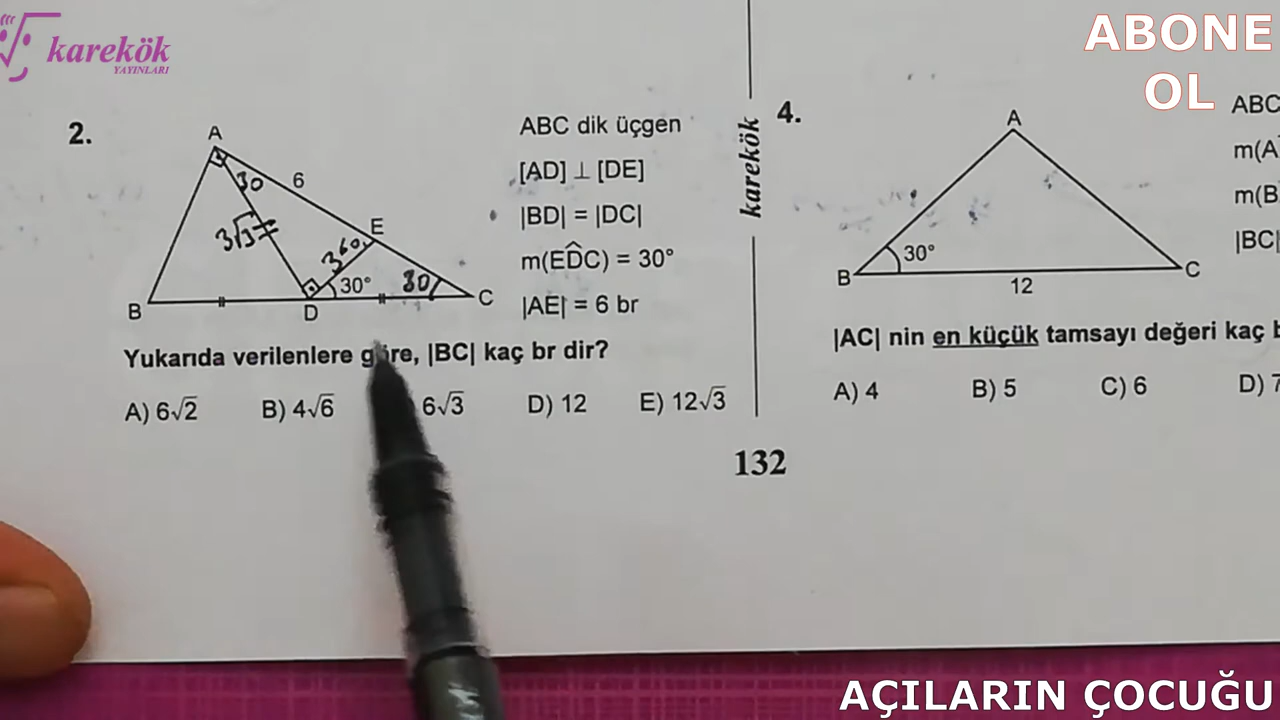 karekök
YAYINLARI
ABONE
OL
2.
A
30
6
3√3
E
3
60
30°
30
B
D
C
ABC dik üçgen
[AD] ⊥ [DE]
|BD| = |DC|
m(EDC) = 30°
|AE| = 6 br
Yukarıda verilenlere göre, |BC| kaç br dir?
A) 6√2 B) 4√6 6√3 D) 12 E) 12√3
karekök
132
4.
A
30°
B
C
12
ABC
m(A
m(B
|BC|
|AC| nin en küçük tamsayı değeri kaç
A) 4 B) 5 C) 6 D) 7
AÇILARIN ÇOCUĞU